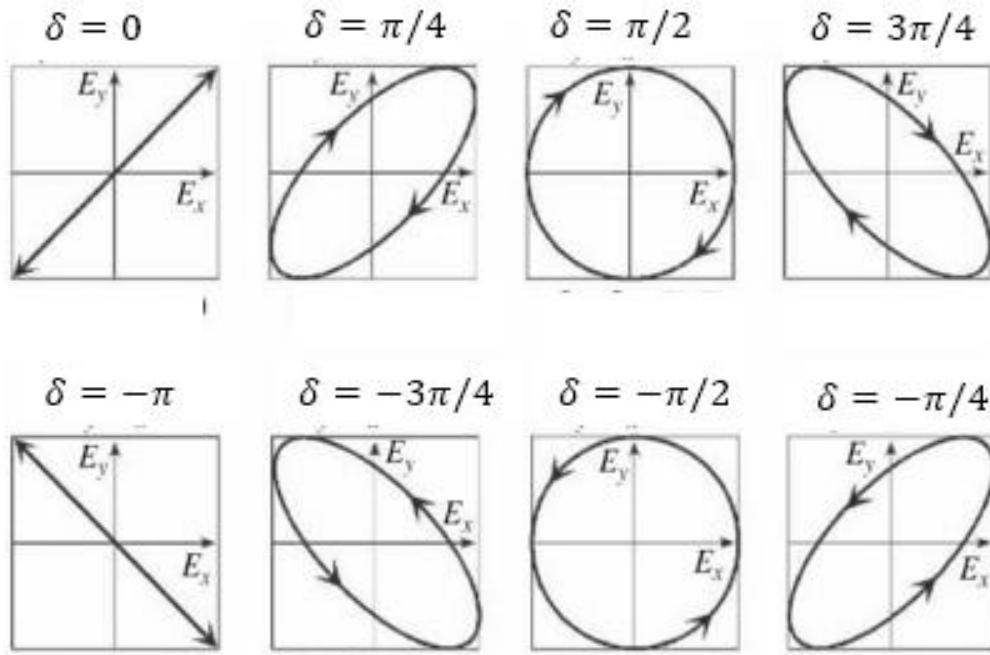 δ = 0
δ = π/4
δ = π/2
δ = 3π/4
E_y
E_x
E_y
E_x
E_y
E_x
E_y
E_x
δ = −π
δ = −3π/4
δ = −π/2
δ = −π/4
E_y
E_x
E_y
E_x
E_y
E_x
E_y
E_x